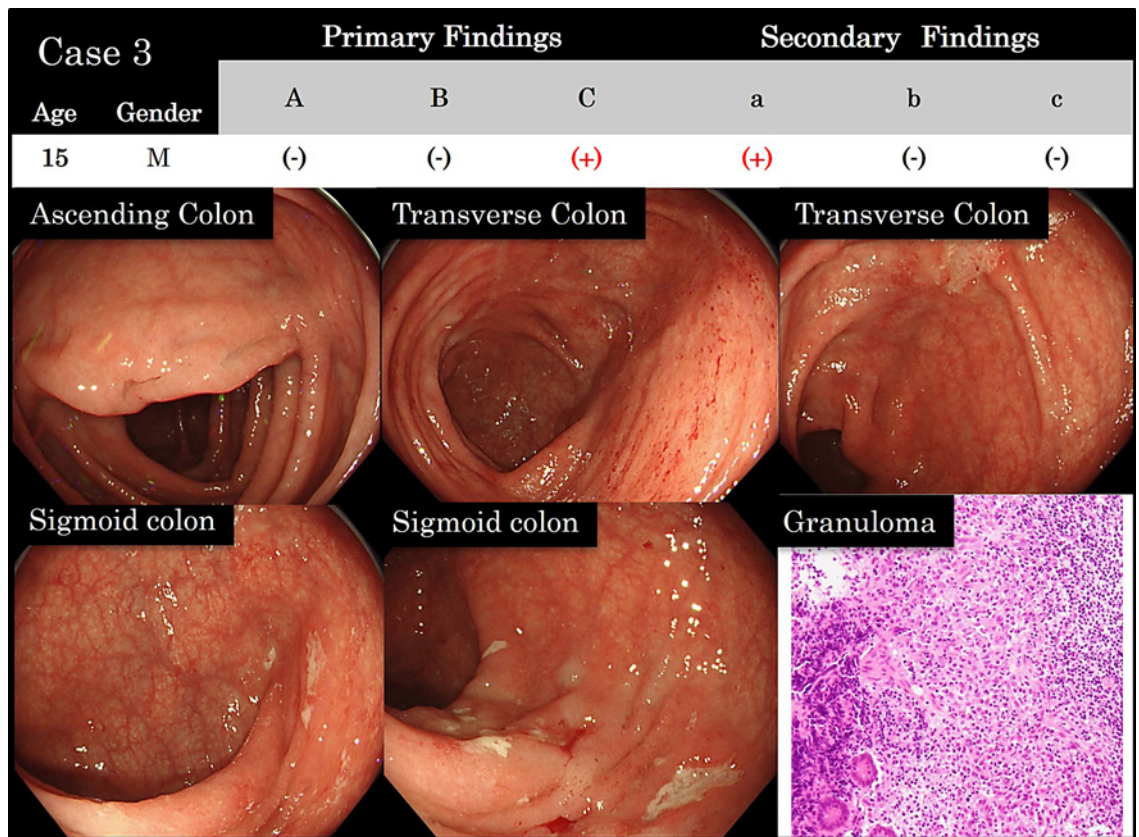 Case 3
Primary Findings
Secondary Findings
Age Gender A B C a b c
15 M (-) (-) (+) (+) (-) (-)
Ascending Colon
Transverse Colon
Transverse Colon
Sigmoid colon
Sigmoid colon
Granuloma